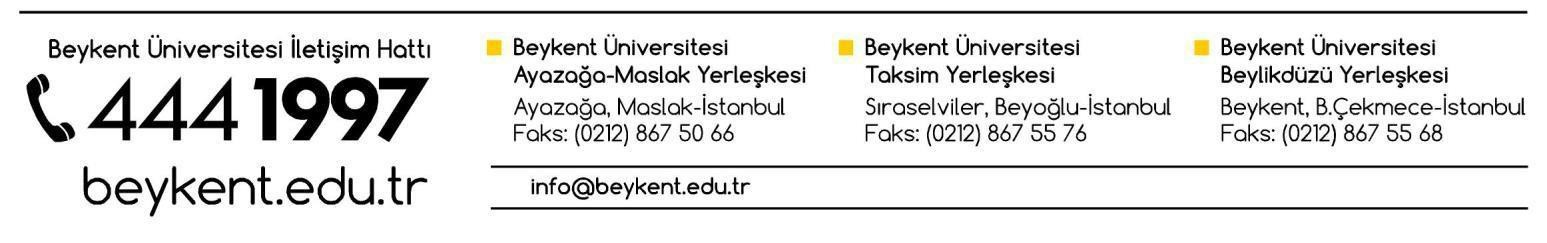 Beykent Üniversitesi İletişim Hattı
444 1997
beykent.edu.tr
Beykent Üniversitesi
Ayazağa-Maslak Yerleşkesi
Ayazağa, Maslak-İstanbul
Faks: (0212) 867 50 66
Beykent Üniversitesi
Taksim Yerleşkesi
Sıraselviler, Beyoğlu-İstanbul
Faks: (0212) 867 55 76
Beykent Üniversitesi
Beylikdüzü Yerleşkesi
Beykent, B.Çekmece-İstanbul
Faks: (0212) 867 55 68
info@beykent.edu.tr